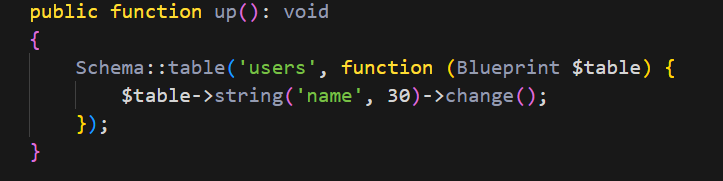 public function up(): void
{
    Schema::table('users', function (Blueprint $table) {
        $table->string('name', 30)->change();
    });
}